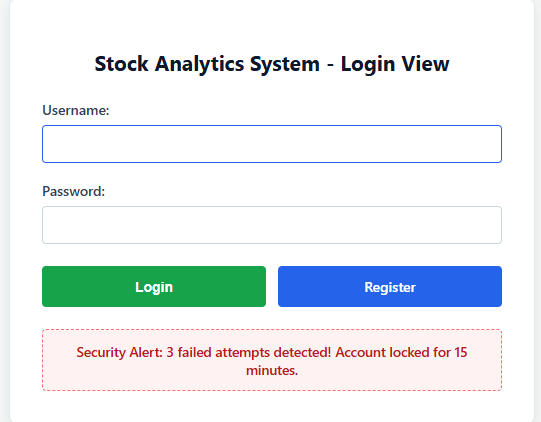 Stock Analytics System - Login View
Username:
Password:
Login
Register
Security Alert: 3 failed attempts detected! Account locked for 15
minutes.